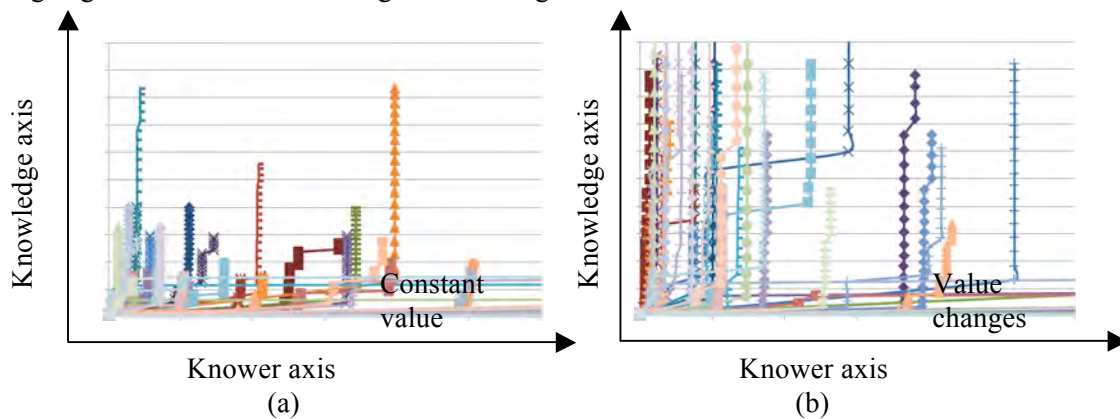 Knowledge axis
Constant
value
Knower axis
(a)
Knowledge axis
Value
changes
Knower axis
(b)